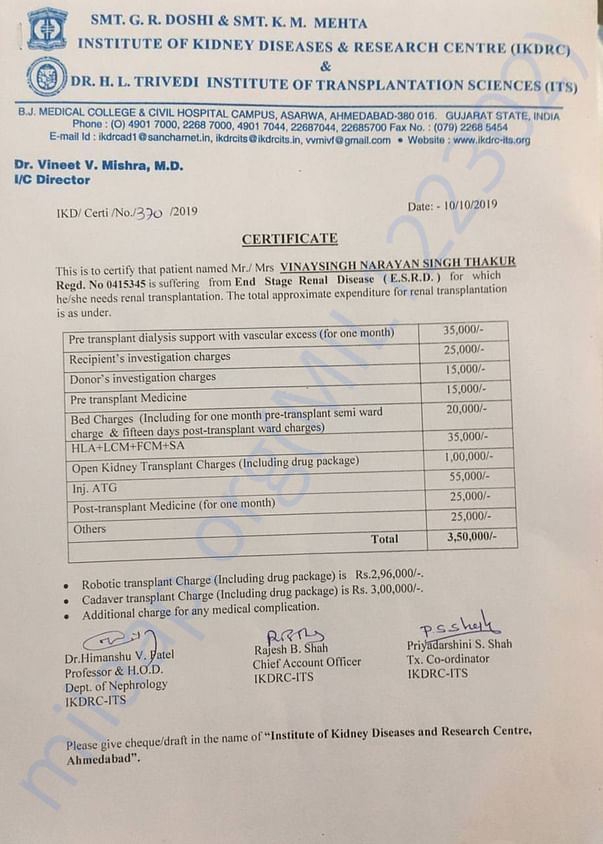 SMT. G. R. DOSHI & SMT. K. M. MEHTA
INSTITUTE OF KIDNEY DISEASES & RESEARCH CENTRE (IKDRC)
&
DR. H. L. TRIVEDI INSTITUTE OF TRANSPLANTATION SCIENCES (ITS)
B.J. MEDICAL COLLEGE & CIVIL HOSPITAL CAMPUS, ASARWA, AHMEDABAD-380 016. GUJARAT STATE, INDIA
Phone : (O) 4901 7000, 2268 7000, 4901 7044, 22687044, 22685700 Fax No. : (079) 2268 5454
E-mail Id : ikdrcad1@sanchamet.in, ikdrcits@ikdrcits.in, vvmivf@gmail.com • Website : www.ikdrc-its.org
Dr. Vineet V. Mishra, M.D.
I/C Director
IKD/ Certi /No./370 /2019
Date: - 10/10/2019
CERTIFICATE
This is to certify that patient named Mr./ Mrs VINAYSINGH NARAYAN SINGH THAKUR
Regd. No 0415345 is suffering from End Stage Renal Disease ( E.S.R.D. ) for which
he/she needs renal transplantation. The total approximate expenditure for renal transplantation
is as under.
Pre transplant dialysis support with vascular excess (for one month) 35,000/-
Recipient's investigation charges 25,000/-
Donor's investigation charges 15,000/-
Pre transplant Medicine 15,000/-
Bed Charges (Including for one month pre-transplant semi ward 20,000/-
charge & fifteen days post-transplant ward charges)
HLA+LCM+FCM+SA 35,000/-
Open Kidney Transplant Charges (Including drug package) 1,00,000/-
Inj. ATG 55,000/-
Post-transplant Medicine (for one month) 25,000/-
Others 25,000/-
Total 3,50,000/-
• Robotic transplant Charge (Including drug package) is Rs.2,96,000/-.
• Cadaver transplant Charge (Including drug package) is Rs. 3,00,000/-.
• Additional charge for any medical complication.
P.S.Shah
Dr.Himanshu V. Patel
Professor & H.O.D.
Dept. of Nephrology
IKDRC-ITS
Rajesh B. Shah
Chief Account Officer
IKDRC-ITS
Priyadarshini S. Shah
Tx. Co-ordinator
IKDRC-ITS
Please give cheque/draft in the name of "Institute of Kidney Diseases and Research Centre,
Ahmedabad".